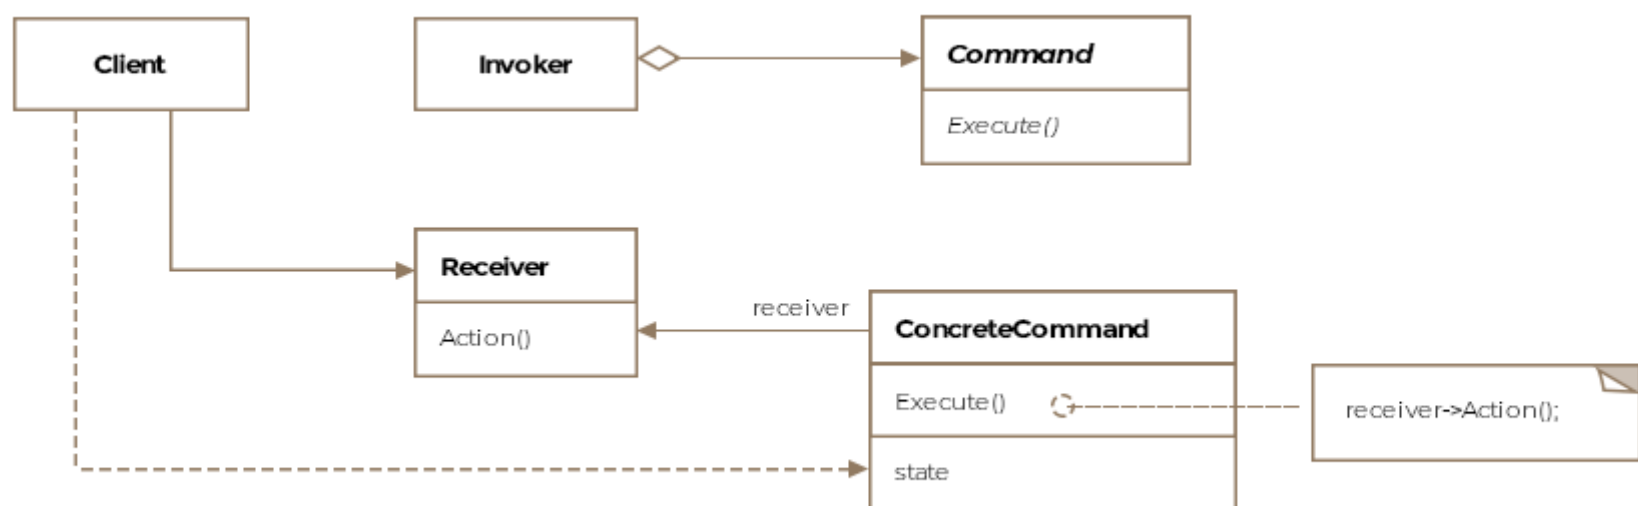 Client
Invoker
Command
Execute()
Receiver
Action()
receiver
ConcreteCommand
Execute()
receiver->Action();
state